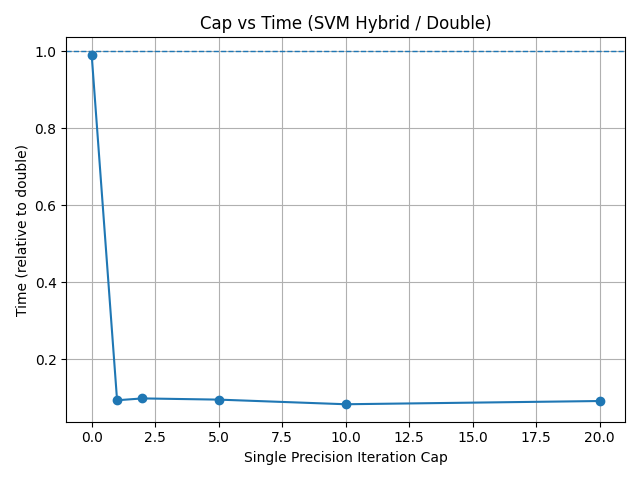 Cap vs Time (SVM Hybrid / Double)
Time (relative to double)
1.0
0.8
0.6
0.4
0.2
0.0 2.5 5.0 7.5 10.0 12.5 15.0 17.5 20.0
Single Precision Iteration Cap